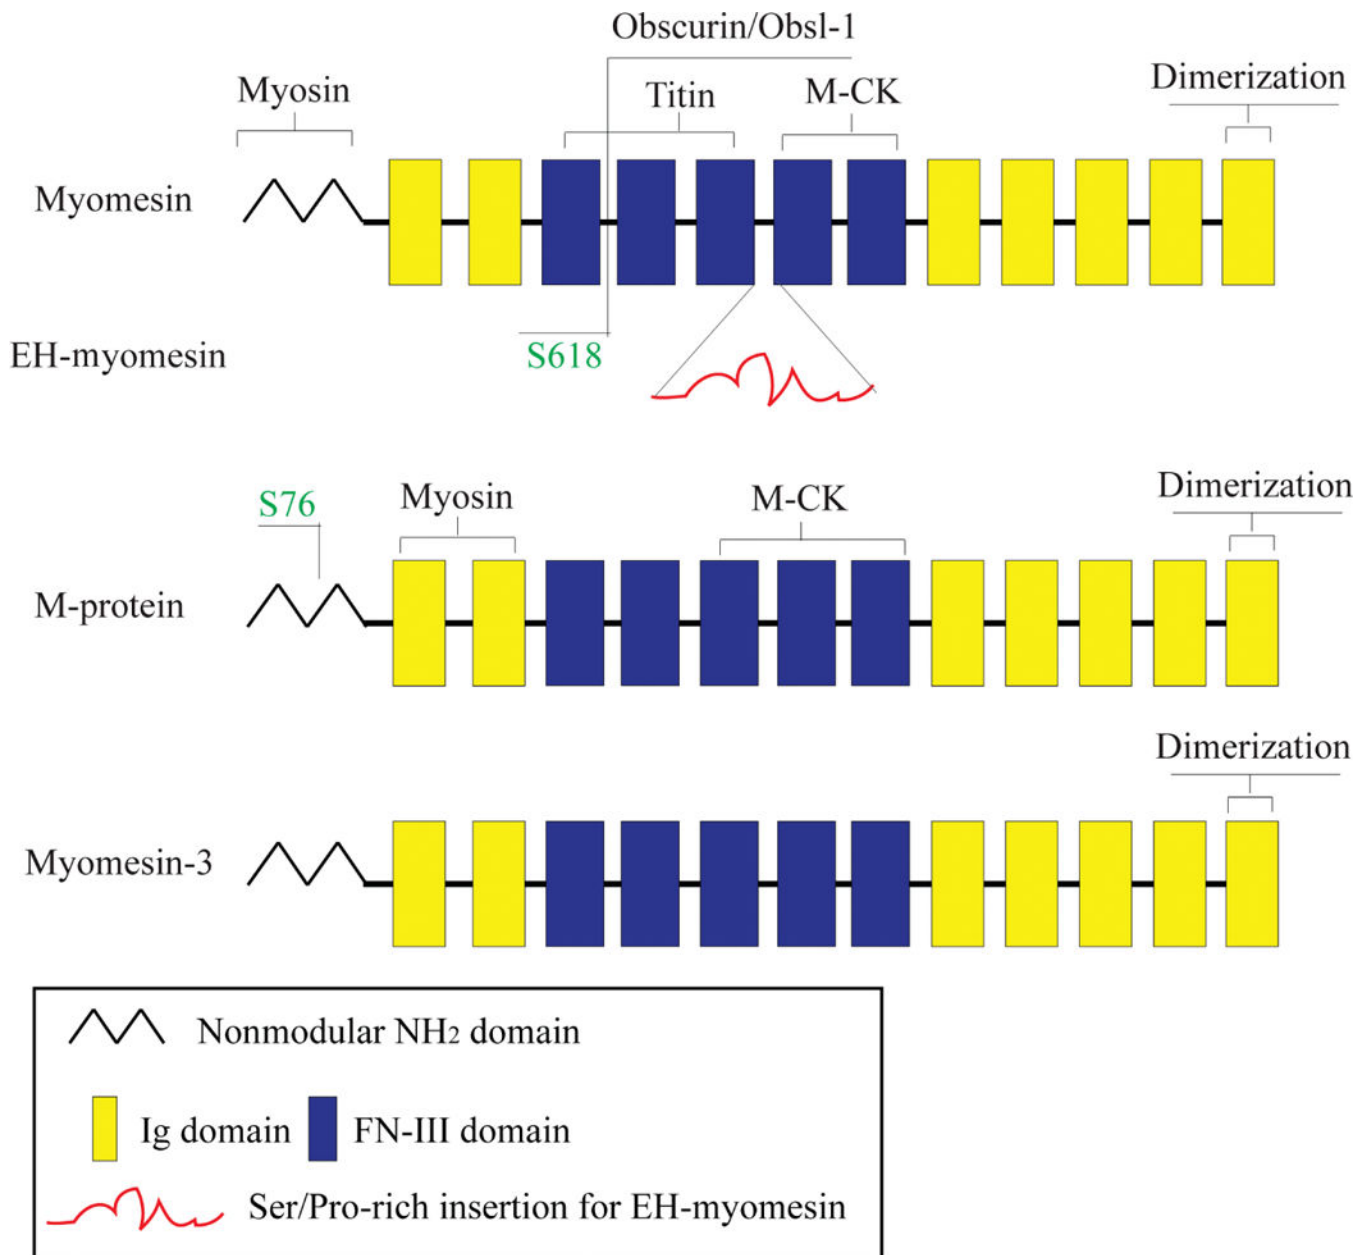 Obscurin/Obsl-1
Myosin
Titin
M-CK
Dimerization
Myomesin
EH-myomesin
S618
S76
Myosin
M-CK
Dimerization
M-protein
Dimerization
Myomesin-3
Nonmodular NH₂ domain
Ig domain
FN-III domain
Ser/Pro-rich insertion for EH-myomesin